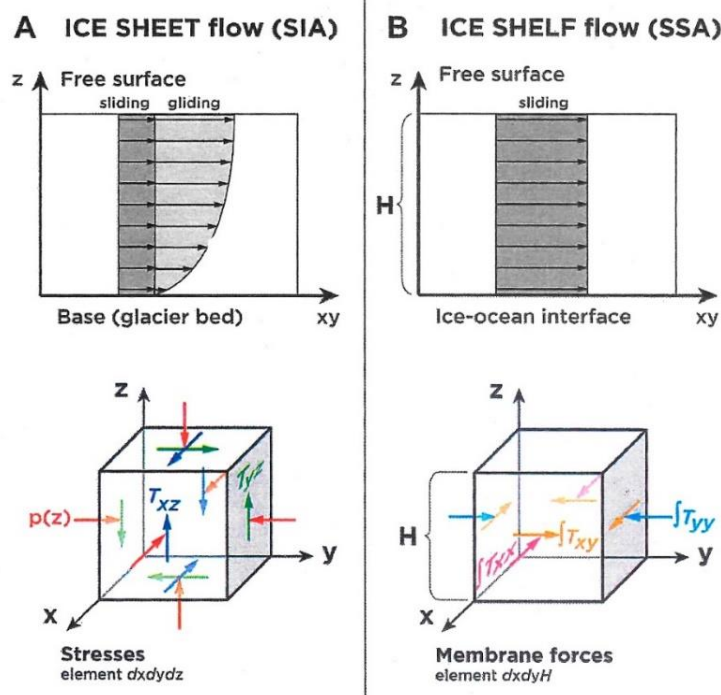 A ICE SHEET flow (SIA)
z Free surface
sliding gliding
Base (glacier bed) xy
z
Txz
Tyz
p(z)
y
x
Stresses
element dxdydz
B ICE SHELF flow (SSA)
z Free surface
sliding
H
Ice-ocean interface xy
z
H
∫Txy
∫Tyy
∫Txx
y
x
Membrane forces
element dxdyH